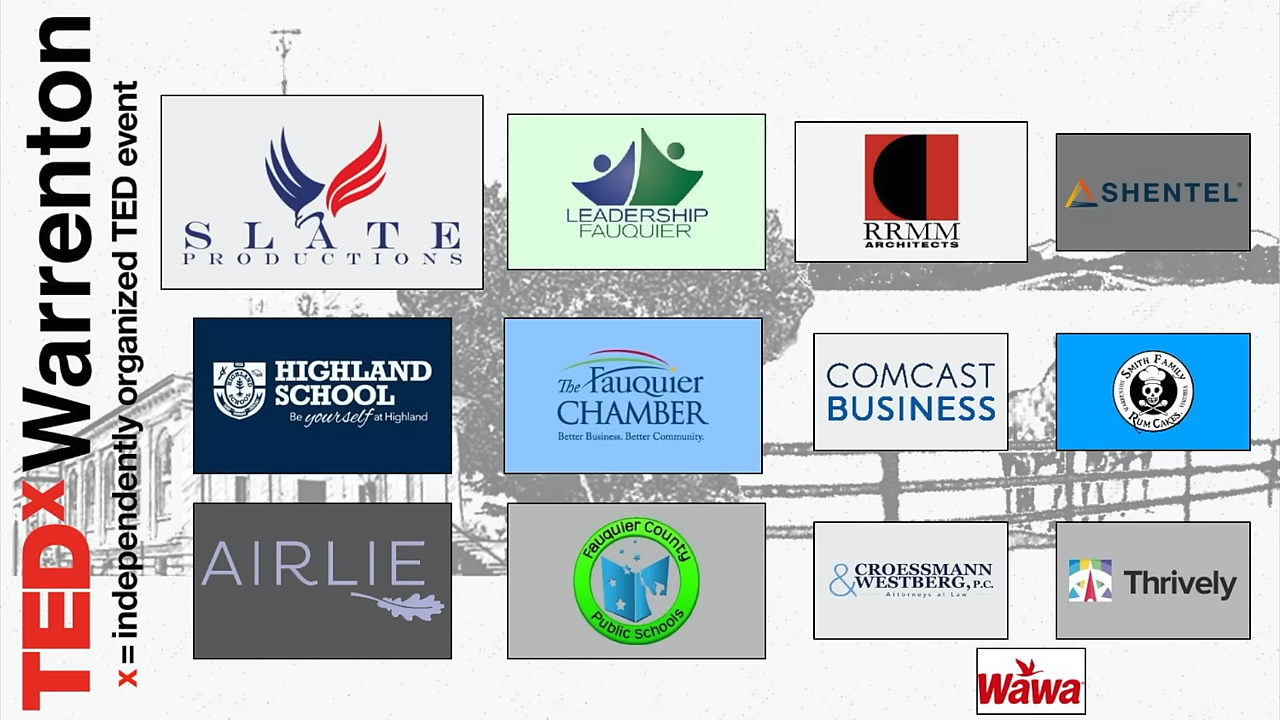 TEDxWarrenton
x = independently organized TED event
SLATE
PRODUCTIONS
LEADERSHIP
FAUQUIER
RRMM
ARCHITECTS
SHENTEL®
HIGHLAND
SCHOOL
Be yourself at Highland
The Fauquier
CHAMBER
Better Business. Better Community.
COMCAST
BUSINESS
SMITH FAMILY
RUM CAKES
AIRLIE
Fauquier County
Public Schools
& CROESSMANN
WESTBERG, P.C.
Attorneys at Law
Thrively
Wawa